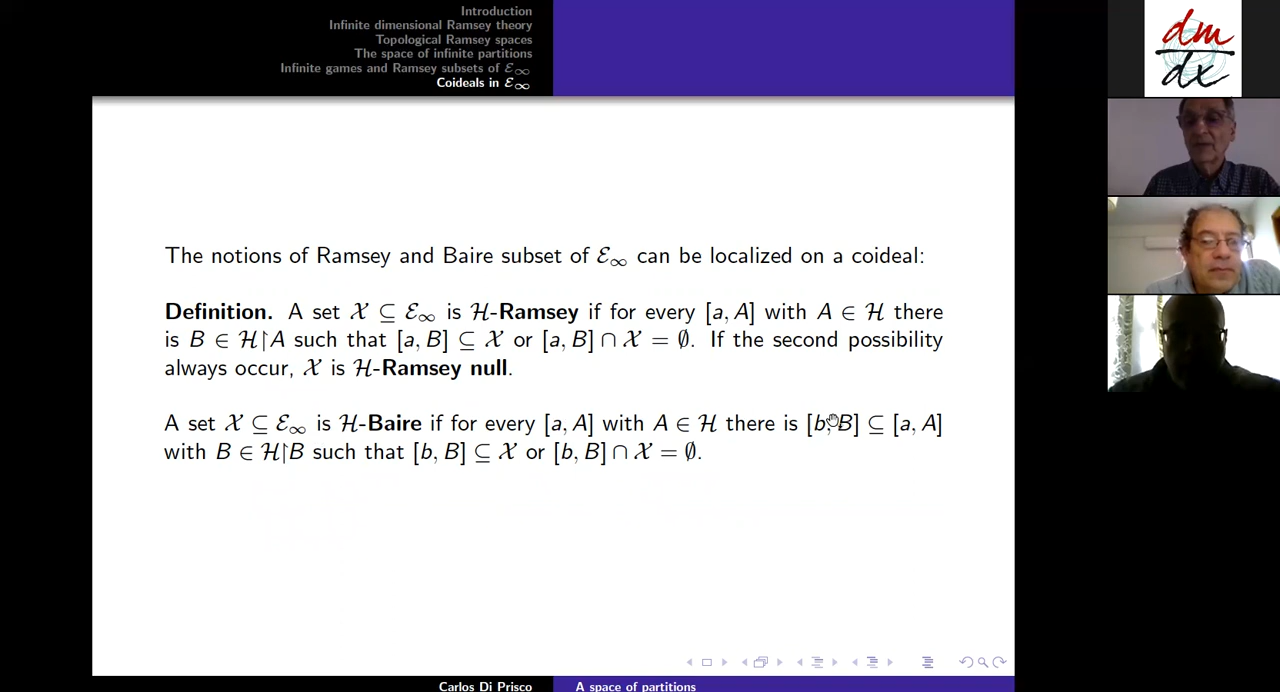 Introduction
Infinite dimensional Ramsey theory
Topological Ramsey spaces
The space of infinite partitions
Infinite games and Ramsey subsets of ℰ∞
Coideals in ℰ∞
dm
dx
The notions of Ramsey and Baire subset of ℰ∞ can be localized on a coideal:
Definition. A set 𝒳 ⊆ ℰ∞ is ℋ-Ramsey if for every [a, A] with A ∈ ℋ there
is B ∈ ℋ↾A such that [a, B] ⊆ 𝒳 or [a, B] ∩ 𝒳 = ∅. If the second possibility
always occur, 𝒳 is ℋ-Ramsey null.
A set 𝒳 ⊆ ℰ∞ is ℋ-Baire if for every [a, A] with A ∈ ℋ there is [b, B] ⊆ [a, A]
with B ∈ ℋ↾B such that [b, B] ⊆ 𝒳 or [b, B] ∩ 𝒳 = ∅.
Carlos Di Prisco
A space of partitions